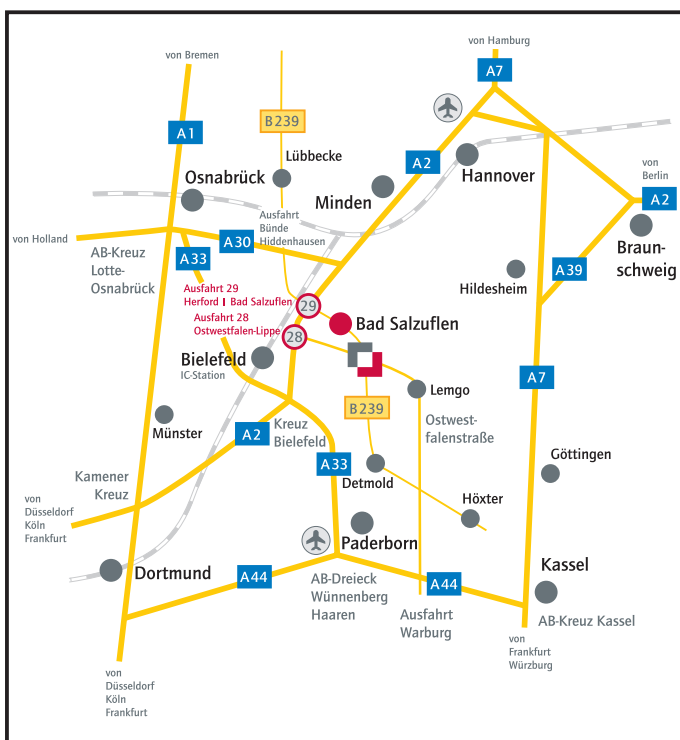 von Hamburg
von Bremen
A7
B239
A1
Lübbecke
A2
Hannover
Osnabrück
Minden
von
Berlin
A2
Ausfahrt
Bünde
Hiddenhausen
von Holland
A30
AB-Kreuz
Lotte-
Osnabrück
A33
Braun-
schweig
A39
Hildesheim
Ausfahrt 29
Herford I Bad Salzuflen
29
Ausfahrt 28
Ostwestfalen-Lippe
28
Bad Salzuflen
Bielefeld
IC-Station
A7
Lemgo
B239
Ostwest-
falenstraße
Münster
A2
Kreuz
Bielefeld
Göttingen
A33
Kamener
Kreuz
Detmold
Höxter
von
Düsseldorf
Köln
Frankfurt
Paderborn
Dortmund
A44
AB-Dreieck
Wünnenberg
Haaren
A44
Kassel
Ausfahrt
Warburg
AB-Kreuz Kassel
von
Frankfurt
Würzburg
von
Düsseldorf
Köln
Frankfurt